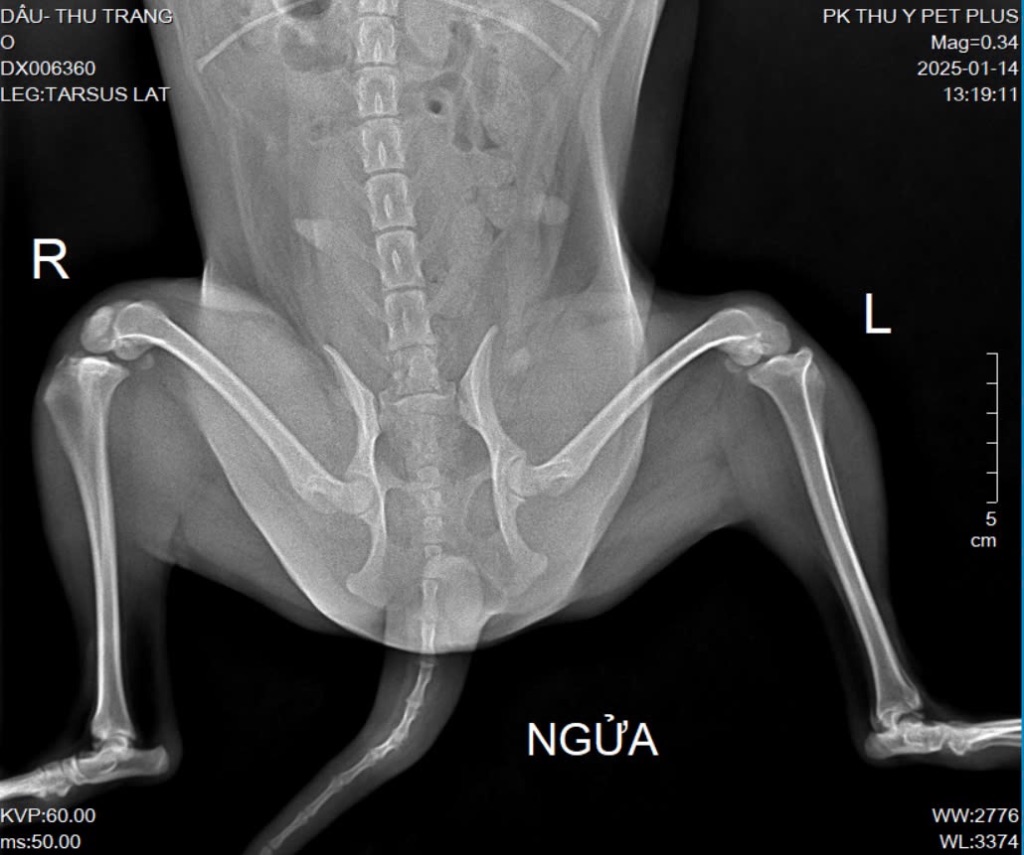 DÂU- THU TRANG
O
DX006360
LEG:TARSUS LAT
PK THU Y PET PLUS
Mag=0.34
2025-01-14
13:19:11
R
L
5
cm
NGỬA
KVP:60.00
ms:50.00
WW:2776
WL:3374